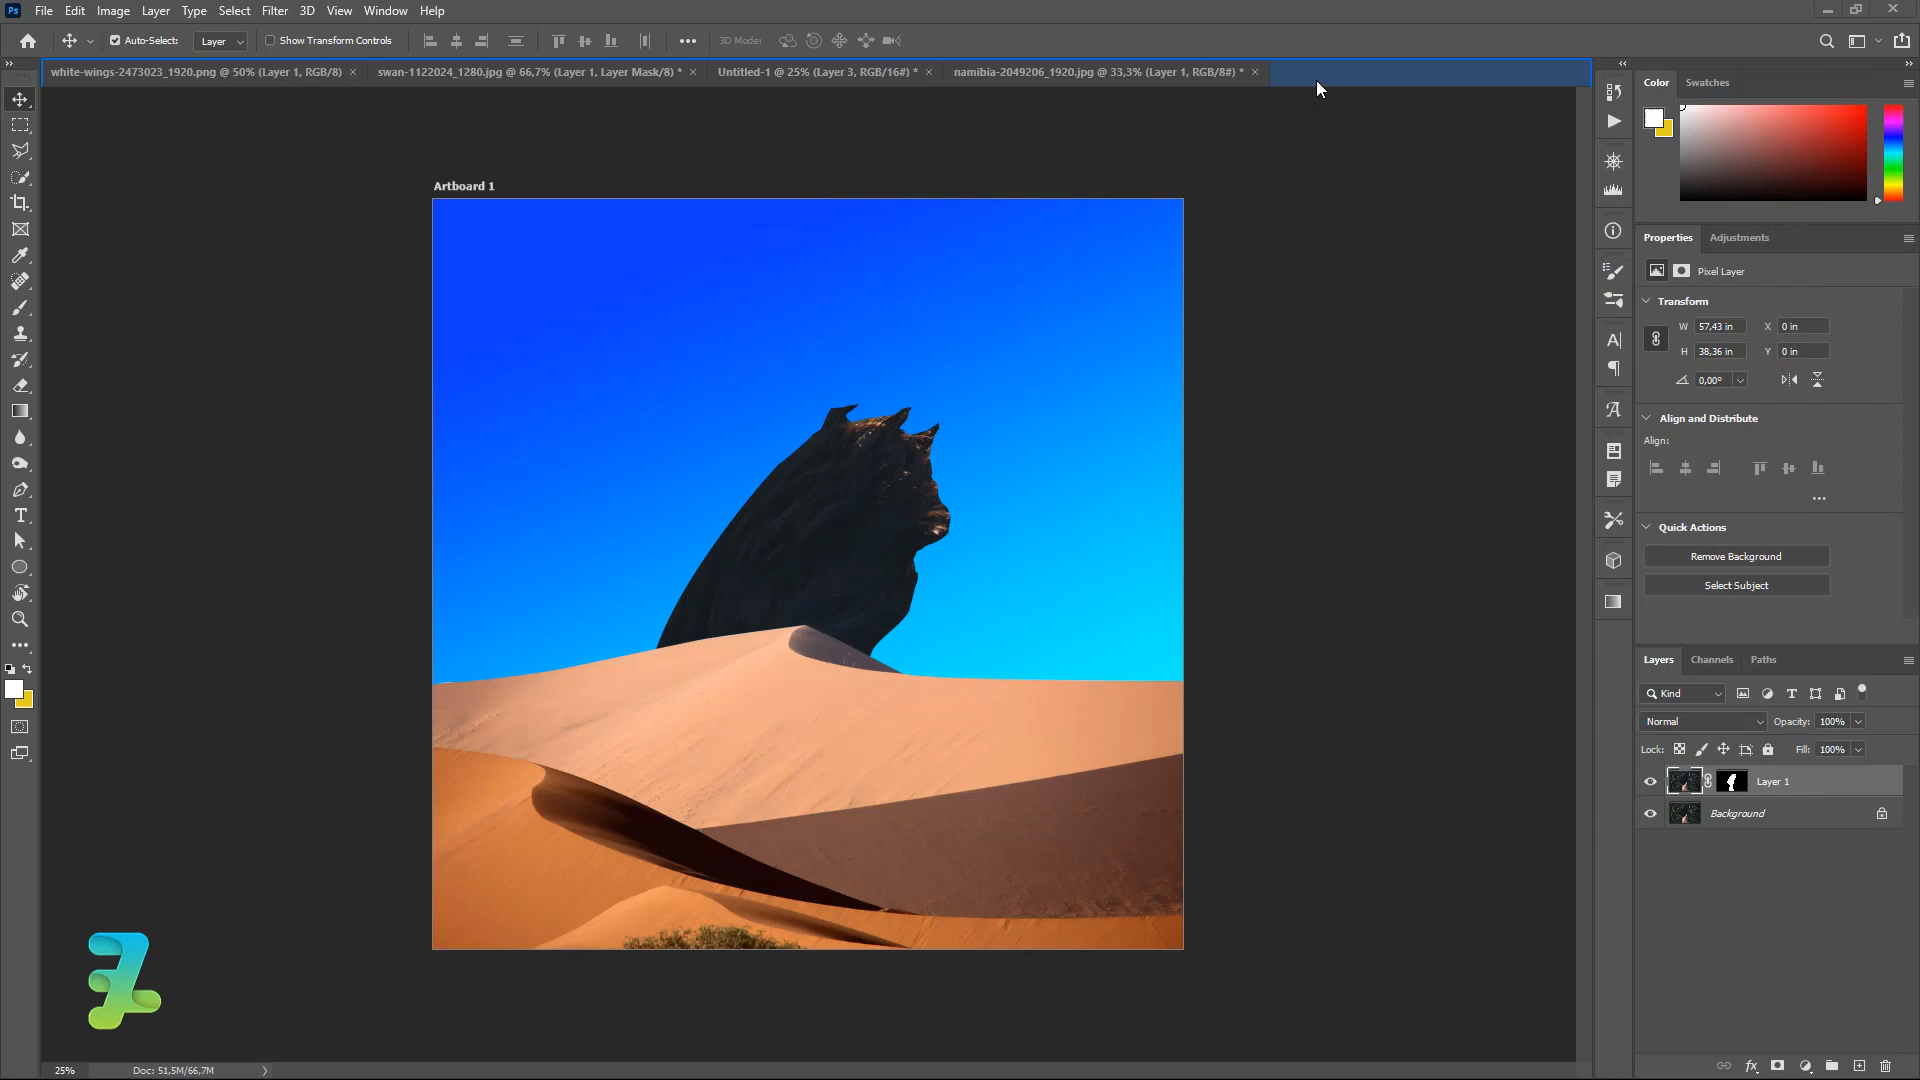 Ps File Edit Image Layer Type Select Filter 3D View Window Help
Auto-Select: Layer Show Transform Controls 3D Mode:
white-wings-2473023_1920.png @ 50% (Layer 1, RGB/8) swan-1122024_1280.jpg @ 66,7% (Layer 1, Layer Mask/8) * Untitled-1 @ 25% (Layer 3, RGB/16#) * namibia-2049206_1920.jpg @ 33,3% (Layer 1, RGB/8#) *
Color Swatches
Artboard 1
Properties Adjustments
Pixel Layer
Transform
W 57,43 in X 0 in
H 38,36 in Y 0 in
0,00°
Align and Distribute
Align:
Quick Actions
Remove Background
Select Subject
Layers Channels Paths
Kind
Normal Opacity: 100%
Lock: Fill: 100%
Layer 1
Background
25% Doc: 51,5M/66,7M